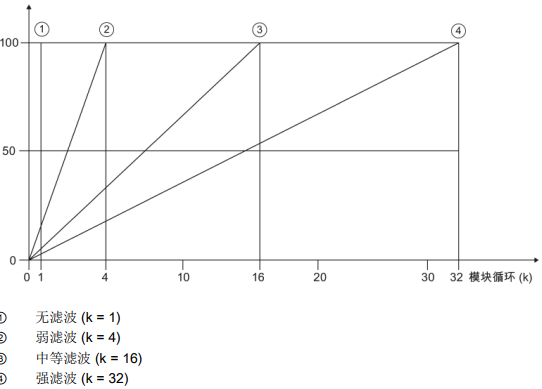 ① ② ③ ④
100
50
0
0 1 4 10 16 20 30 32 模块循环 (k)
① 无滤波 (k = 1)
② 弱滤波 (k = 4)
③ 中等滤波 (k = 16)
④ 强滤波 (k = 32)